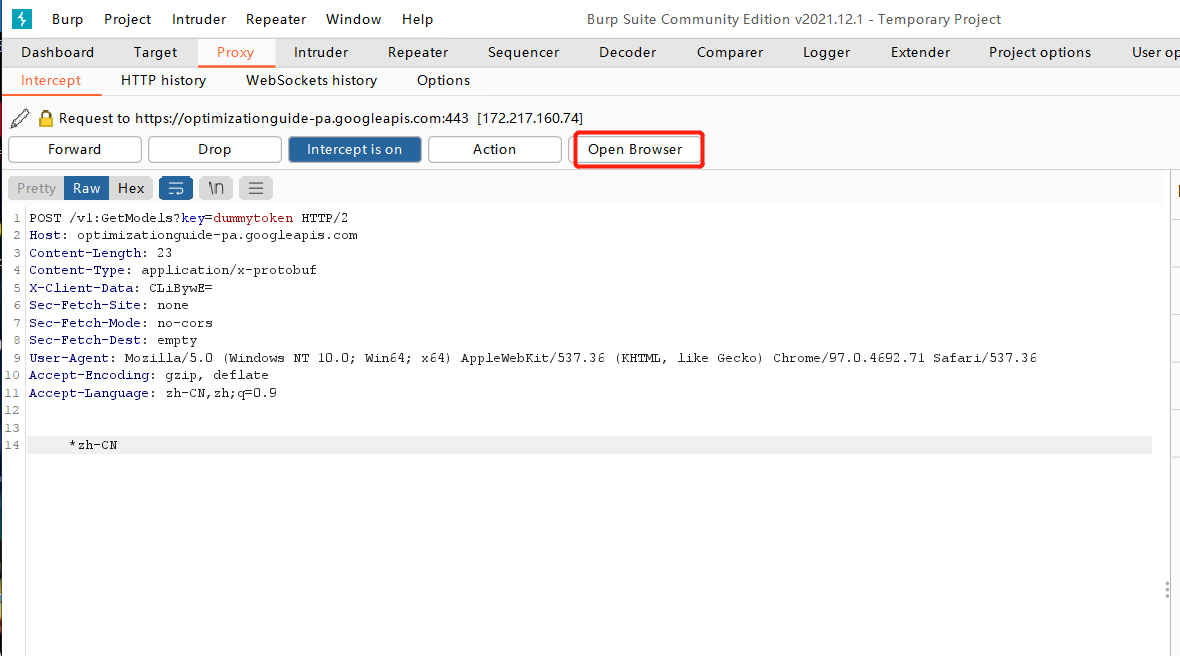 Burp Project Intruder Repeater Window Help Burp Suite Community Edition v2021.12.1 - Temporary Project
Dashboard Target Proxy Intruder Repeater Sequencer Decoder Comparer Logger Extender Project options User op
Intercept HTTP history WebSockets history Options
Request to https://optimizationguide-pa.googleapis.com:443 [172.217.160.74]
Forward Drop Intercept is on Action Open Browser
Pretty Raw Hex \n
1 POST /v1:GetModels?key=dummytoken HTTP/2
2 Host: optimizationguide-pa.googleapis.com
3 Content-Length: 23
4 Content-Type: application/x-protobuf
5 X-Client-Data: CLiBywE=
6 Sec-Fetch-Site: none
7 Sec-Fetch-Mode: no-cors
8 Sec-Fetch-Dest: empty
9 User-Agent: Mozilla/5.0 (Windows NT 10.0; Win64; x64) AppleWebKit/537.36 (KHTML, like Gecko) Chrome/97.0.4692.71 Safari/537.36
10 Accept-Encoding: gzip, deflate
11 Accept-Language: zh-CN,zh;q=0.9
12
13
14 *zh-CN